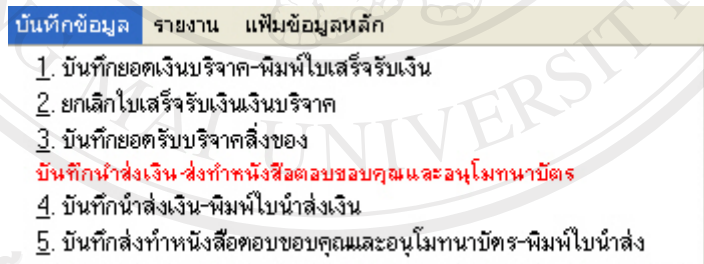 บันทึกข้อมูล รายงาน แฟ้มข้อมูลหลัก
1. บันทึกยอดเงินบริจาค-พิมพ์ใบเสร็จรับเงิน
2. ยกเลิกใบเสร็จรับเงินเงินบริจาค
3. บันทึกยอดรับบริจาคสิ่งของ
บันทึกนำส่งเงิน-ส่งทำหนังสือตอบขอบคุณและอนุโมทนาบัตร
4. บันทึกนำส่งเงิน-พิมพ์ใบนำส่งเงิน
5. บันทึกส่งทำหนังสือตอบขอบคุณและอนุโมทนาบัตร-พิมพ์ใบนำส่ง